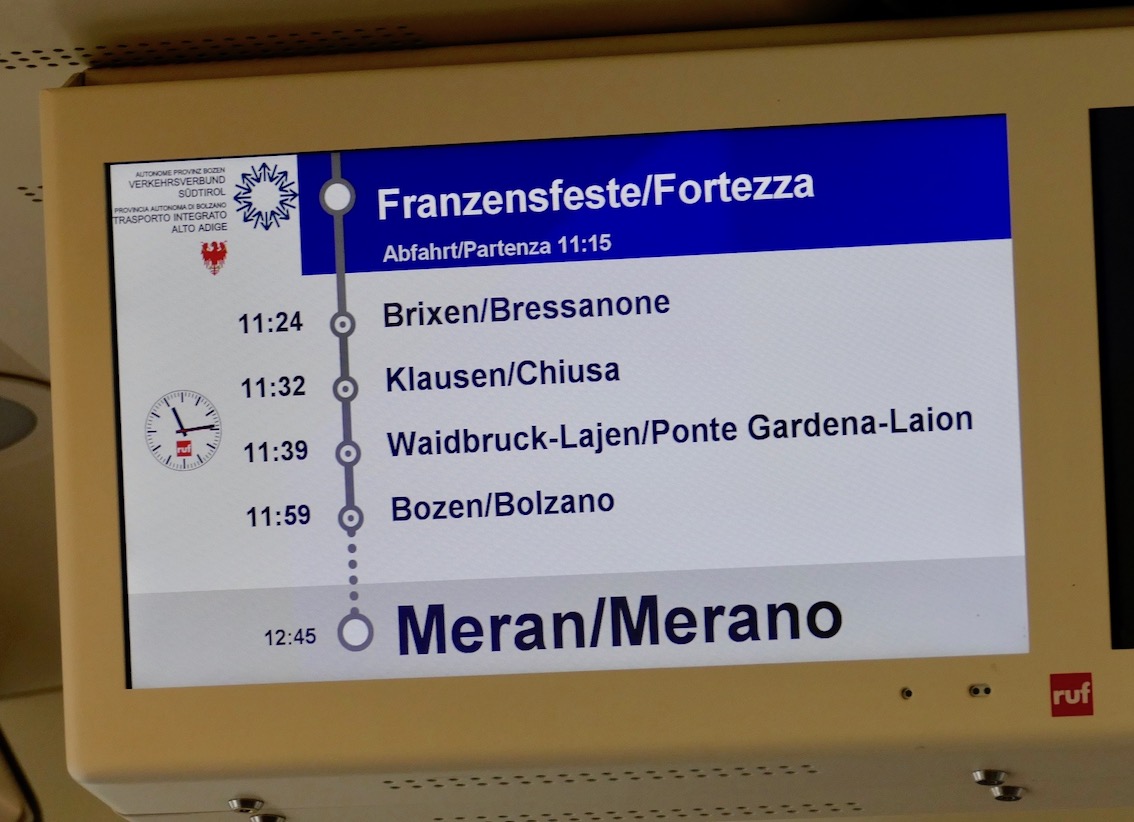 AUTONOME PROVINZ BOZEN
VERKEHRSVERBUND
SÜDTIROL
PROVINCIA AUTONOMA DI BOLZANO
TRASPORTO INTEGRATO
ALTO ADIGE
Franzensfeste/Fortezza
Abfahrt/Partenza 11:15
11:24 Brixen/Bressanone
11:32 Klausen/Chiusa
11:39 Waidbruck-Lajen/Ponte Gardena-Laion
11:59 Bozen/Bolzano
12:45 Meran/Merano
ruf
ruf